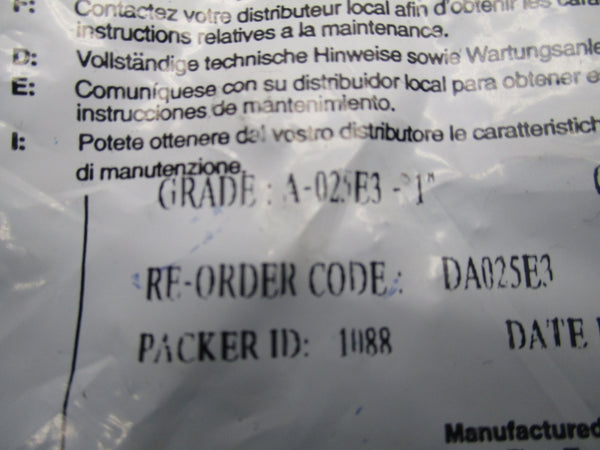 F: Contactez votre distributeur local afin d'obtenir les
instructions relatives a la maintenance.
D: Vollständige technische Hinweise sowie
E: Comuníquese con su distribuidor local para obtener
instrucciones de mantenimiento.
I: Potete ottenere dal vostro distributore le
di manutenzione.
GRADE : A-025E3 -
RE-ORDER CODE : DA025E3
PACKER ID: 1088 DATE
Manufactured